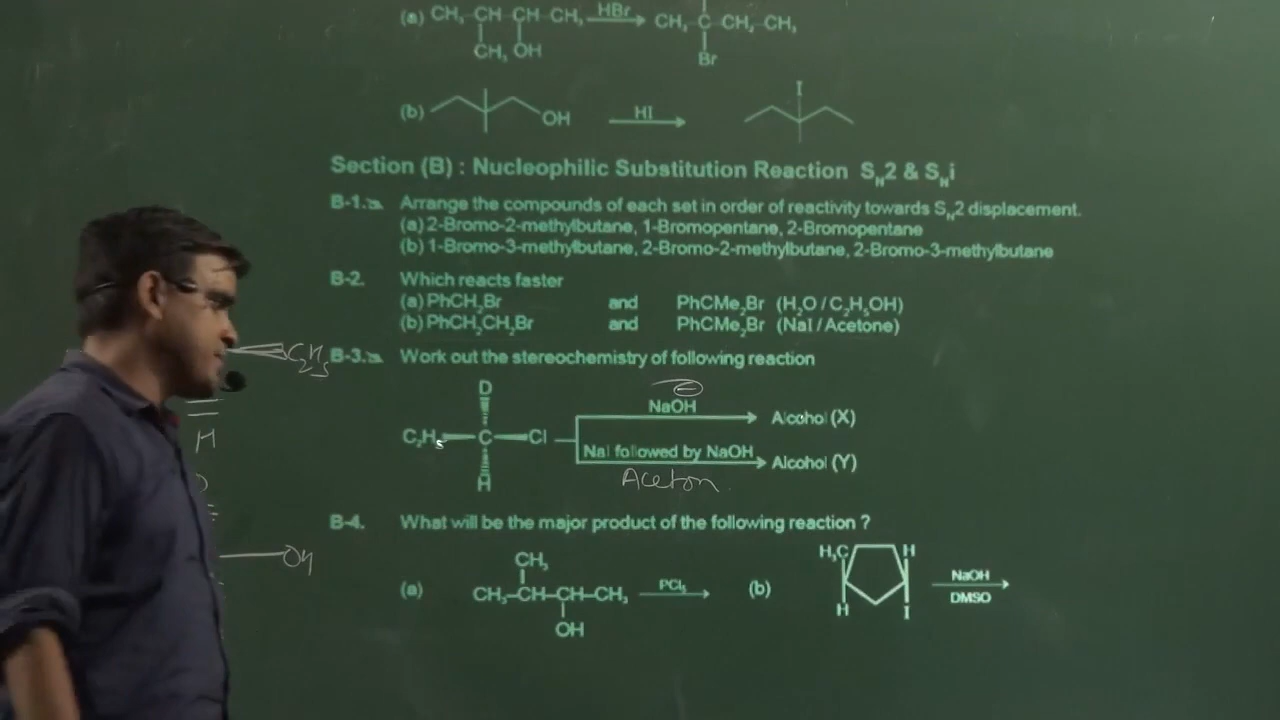 (a) CH₃ CH CH CH₃ HBr CH₃ C CH₂ CH₃
CH₃ OH Br
(b) OH HI I
Section (B) : Nucleophilic Substitution Reaction S_N2 & S_Ni
B-1. Arrange the compounds of each set in order of reactivity towards S_N2 displacement.
(a) 2-Bromo-2-methylbutane, 1-Bromopentane, 2-Bromopentane
(b) 1-Bromo-3-methylbutane, 2-Bromo-2-methylbutane, 2-Bromo-3-methylbutane
B-2. Which reacts faster
(a) PhCH₂Br and PhCMe₂Br (H₂O / C₂H₅OH)
(b) PhCH₂CH₂Br and PhCMe₂Br (NaI / Acetone)
C₂H₅ B-3. Work out the stereochemistry of following reaction
D ⊖
NaOH Alcohol (X)
H C₂H₅ C Cl
NaI followed by NaOH Alcohol (Y)
H Aceton
B-4. What will be the major product of the following reaction ?
CH₃ H₃C H
OH (a) CH₃–CH–CH–CH₃ PCl₅ (b) NaOH
DMSO
OH H I